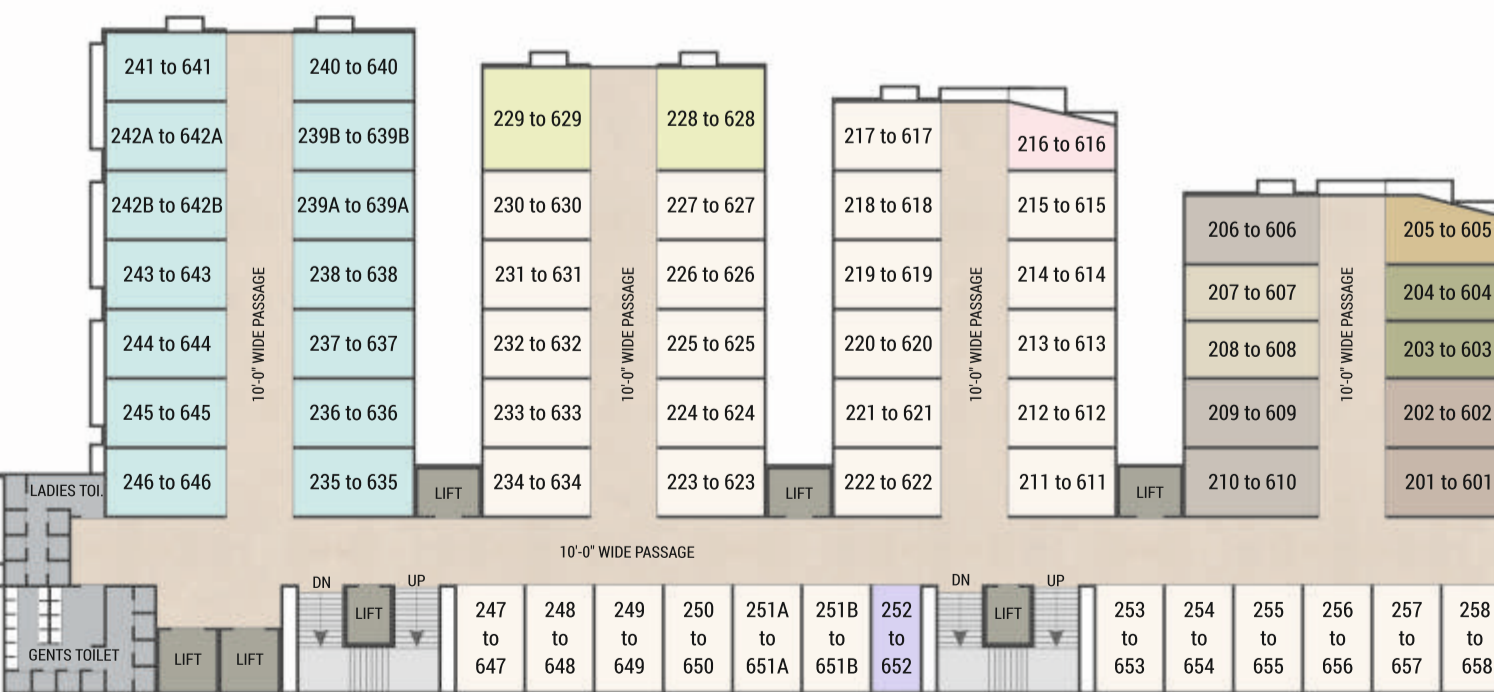 241 to 641
240 to 640
242A to 642A
239B to 639B
242B to 642B
239A to 639A
243 to 643
238 to 638
244 to 644
237 to 637
245 to 645
236 to 636
246 to 646
235 to 635
10'-0" WIDE PASSAGE
229 to 629
228 to 628
230 to 630
227 to 627
231 to 631
226 to 626
232 to 632
225 to 625
233 to 633
224 to 624
234 to 634
223 to 623
10'-0" WIDE PASSAGE
217 to 617
216 to 616
218 to 618
215 to 615
219 to 619
214 to 614
220 to 620
213 to 613
221 to 621
212 to 612
222 to 622
211 to 611
10'-0" WIDE PASSAGE
206 to 606
205 to 605
207 to 607
204 to 604
208 to 608
203 to 603
209 to 609
202 to 602
210 to 610
201 to 601
10'-0" WIDE PASSAGE
LADIES TOI.
LIFT
LIFT
LIFT
10'-0" WIDE PASSAGE
GENTS TOILET
LIFT
LIFT
DN
LIFT
UP
247
to
647
248
to
648
249
to
649
250
to
650
251A
to
651A
251B
to
651B
252
to
652
DN
LIFT
UP
253
to
653
254
to
654
255
to
655
256
to
656
257
to
657
258
to
658